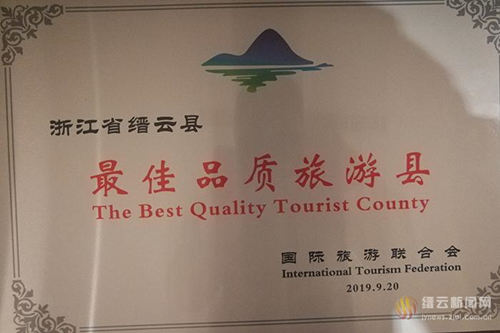 浙江省缙云县
最佳品质旅游县
The Best Quality Tourist County
国际旅游联合会
International Tourism Federation
2019.9.20
缙云新闻网